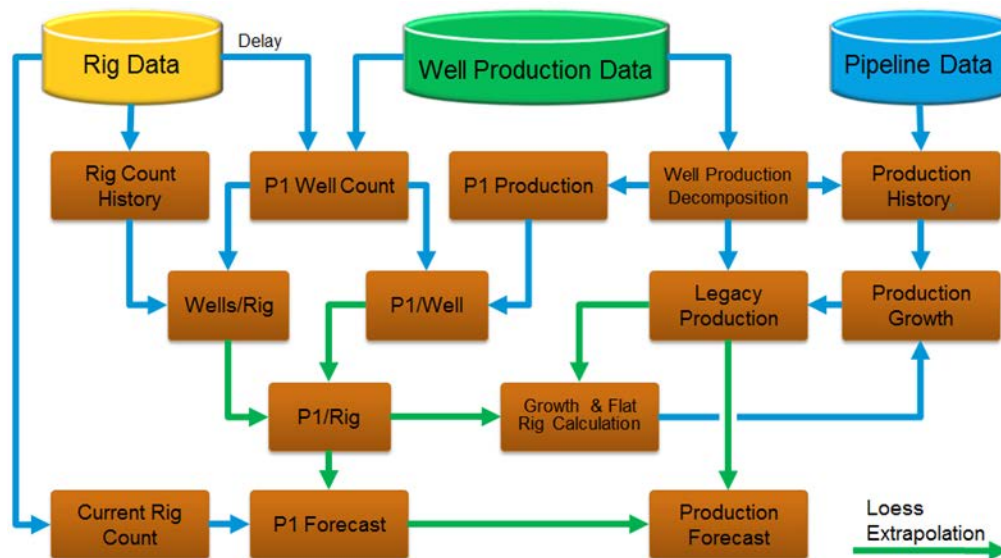 Delay
Rig Data
Well Production Data
Pipeline Data
Rig Count
History
P1 Well Count
P1 Production
Well Production
Decomposition
Production
History
Wells/Rig
P1/Well
Legacy
Production
Production
Growth
P1/Rig
Growth & Flat
Rig Calculation
Current Rig
Count
P1 Forecast
Production
Forecast
Loess
Extrapolation